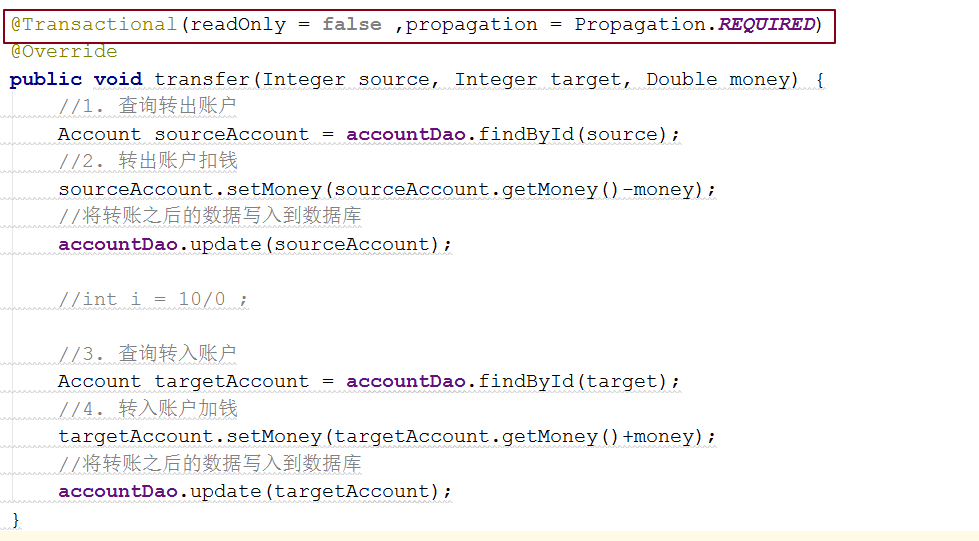 @Transactional(readOnly = false ,propagation = Propagation.REQUIRED)
@Override
public void transfer(Integer source, Integer target, Double money) {
//1. 查询转出账户
Account sourceAccount = accountDao.findById(source);
//2. 转出账户扣钱
sourceAccount.setMoney(sourceAccount.getMoney()-money);
//将转账之后的数据写入到数据库
accountDao.update(sourceAccount);
//int i = 10/0 ;
//3. 查询转入账户
Account targetAccount = accountDao.findById(target);
//4. 转入账户加钱
targetAccount.setMoney(targetAccount.getMoney()+money);
//将转账之后的数据写入到数据库
accountDao.update(targetAccount);
}